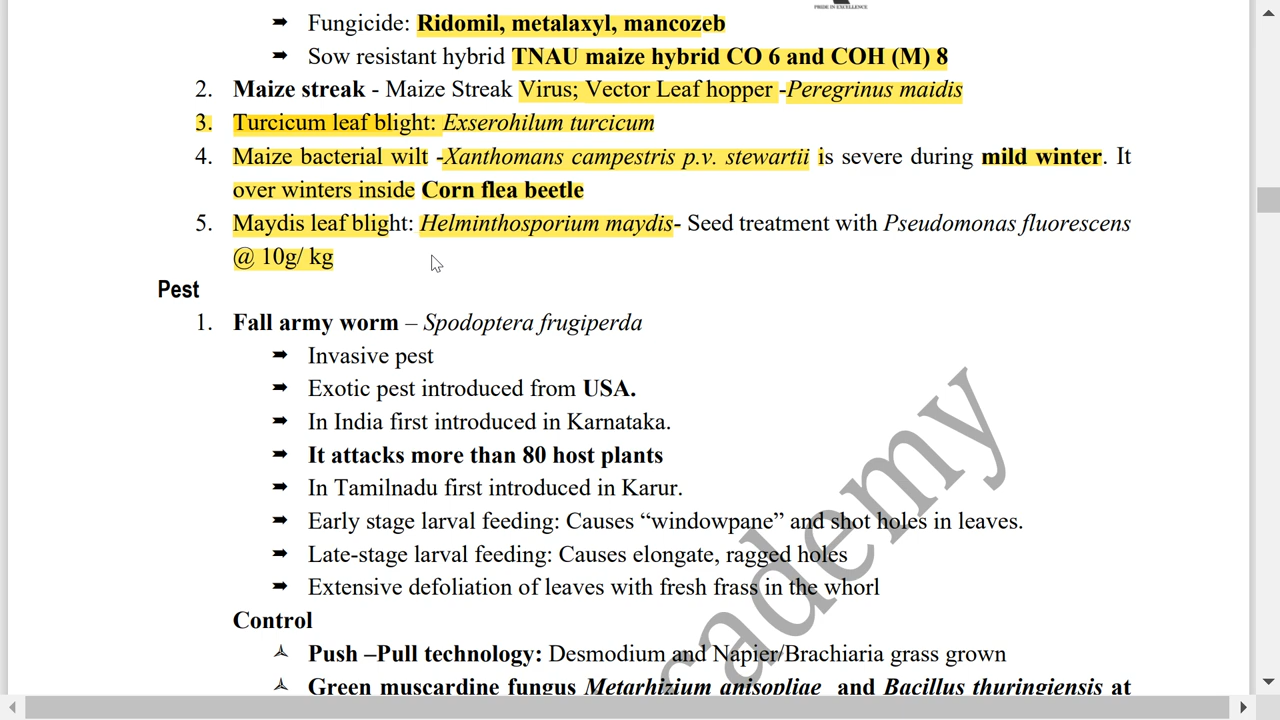 PRIDE IN EXCELLENCE
➡ Fungicide: Ridomil, metalaxyl, mancozeb
➡ Sow resistant hybrid TNAU maize hybrid CO 6 and COH (M) 8
2. Maize streak - Maize Streak Virus; Vector Leaf hopper -Peregrinus maidis
3. Turcicum leaf blight: Exserohilum turcicum
4. Maize bacterial wilt -Xanthomans campestris p.v. stewartii is severe during mild winter. It
over winters inside Corn flea beetle
5. Maydis leaf blight: Helminthosporium maydis- Seed treatment with Pseudomonas fluorescens
@ 10g/ kg
Pest
1. Fall army worm – Spodoptera frugiperda
➡ Invasive pest
➡ Exotic pest introduced from USA.
➡ In India first introduced in Karnataka.
➡ It attacks more than 80 host plants
➡ In Tamilnadu first introduced in Karur.
➡ Early stage larval feeding: Causes “windowpane” and shot holes in leaves.
➡ Late-stage larval feeding: Causes elongate, ragged holes
➡ Extensive defoliation of leaves with fresh frass in the whorl
Control
Push –Pull technology: Desmodium and Napier/Brachiaria grass grown
Green muscardine fungus Metarhizium anisopliae and Bacillus thuringiensis at
cademy